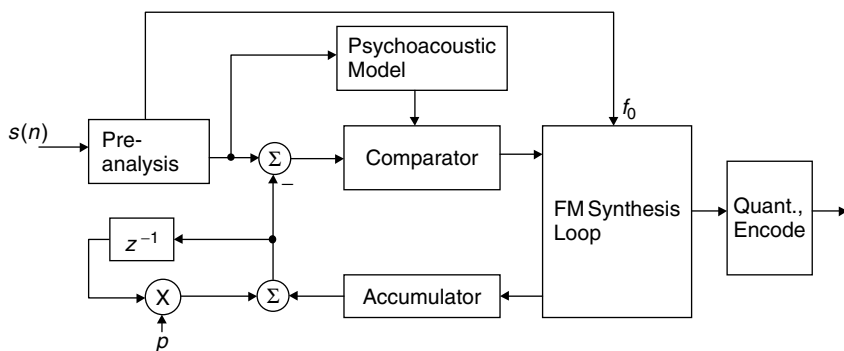 Psychoacoustic
Model
f₀
s(n)
Pre-
analysis
Σ
Comparator
−
FM Synthesis
Loop
Quant.,
Encode
z⁻¹
X
Σ
Accumulator
p